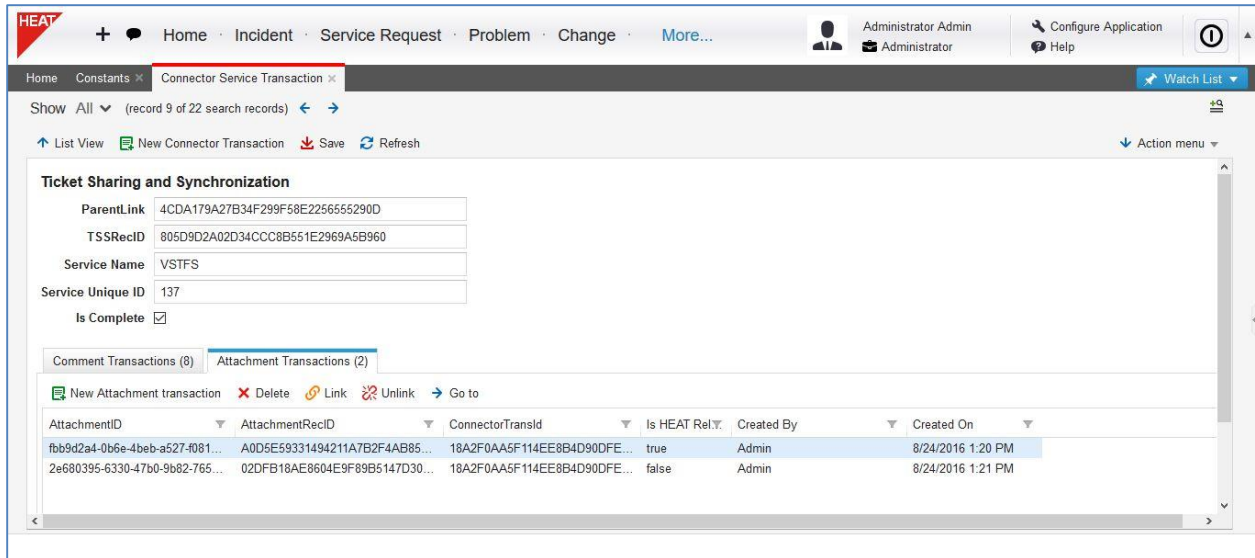 HEAT
Home · Incident · Service Request · Problem · Change · More...
Administrator Admin
Administrator
Configure Application
Help
Home Constants × Connector Service Transaction × Watch List
Show All (record 9 of 22 search records)
List View New Connector Transaction Save Refresh Action menu
Ticket Sharing and Synchronization
ParentLink 4CDA179A27B34F299F58E2256555290D
TSSRecID 805D9D2A02D34CCC8B551E2969A5B960
Service Name VSTFS
Service Unique ID 137
Is Complete
Comment Transactions (8) Attachment Transactions (2)
New Attachment transaction Delete Link Unlink Go to
AttachmentID AttachmentRecID ConnectorTransId Is HEAT Rel... Created By Created On
fbb9d2a4-0b6e-4beb-a527-f081... A0D5E59331494211A7B2F4AB85... 18A2F0AA5F114EE8B4D90DFE... true Admin 8/24/2016 1:20 PM
2e680395-6330-47b0-9b82-765... 02DFB18AE8604E9F89B5147D30... 18A2F0AA5F114EE8B4D90DFE... false Admin 8/24/2016 1:21 PM